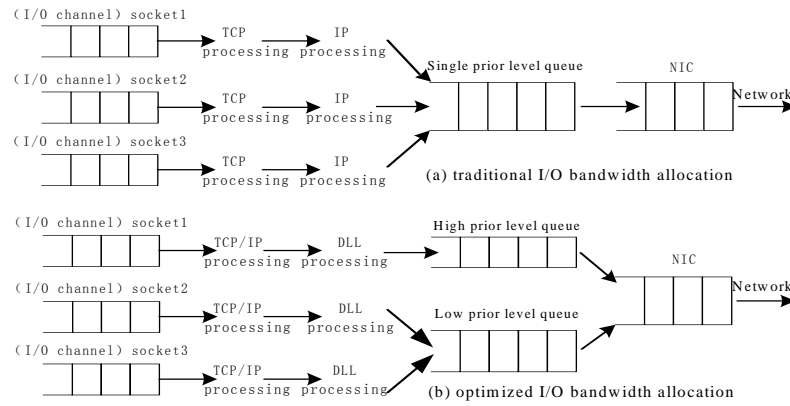 (I/O channel) socket1
TCP
processing
IP
processing
(I/O channel) socket2
TCP
processing
IP
processing
(I/O channel) socket3
TCP
processing
IP
processing
Single prior level queue
NIC
Network
(a) traditional I/O bandwidth allocation
(I/O channel) socket1
TCP/IP
processing
DLL
processing
High prior level queue
(I/O channel) socket2
TCP/IP
processing
DLL
processing
(I/O channel) socket3
TCP/IP
processing
DLL
processing
Low prior level queue
NIC
Network
(b) optimized I/O bandwidth allocation